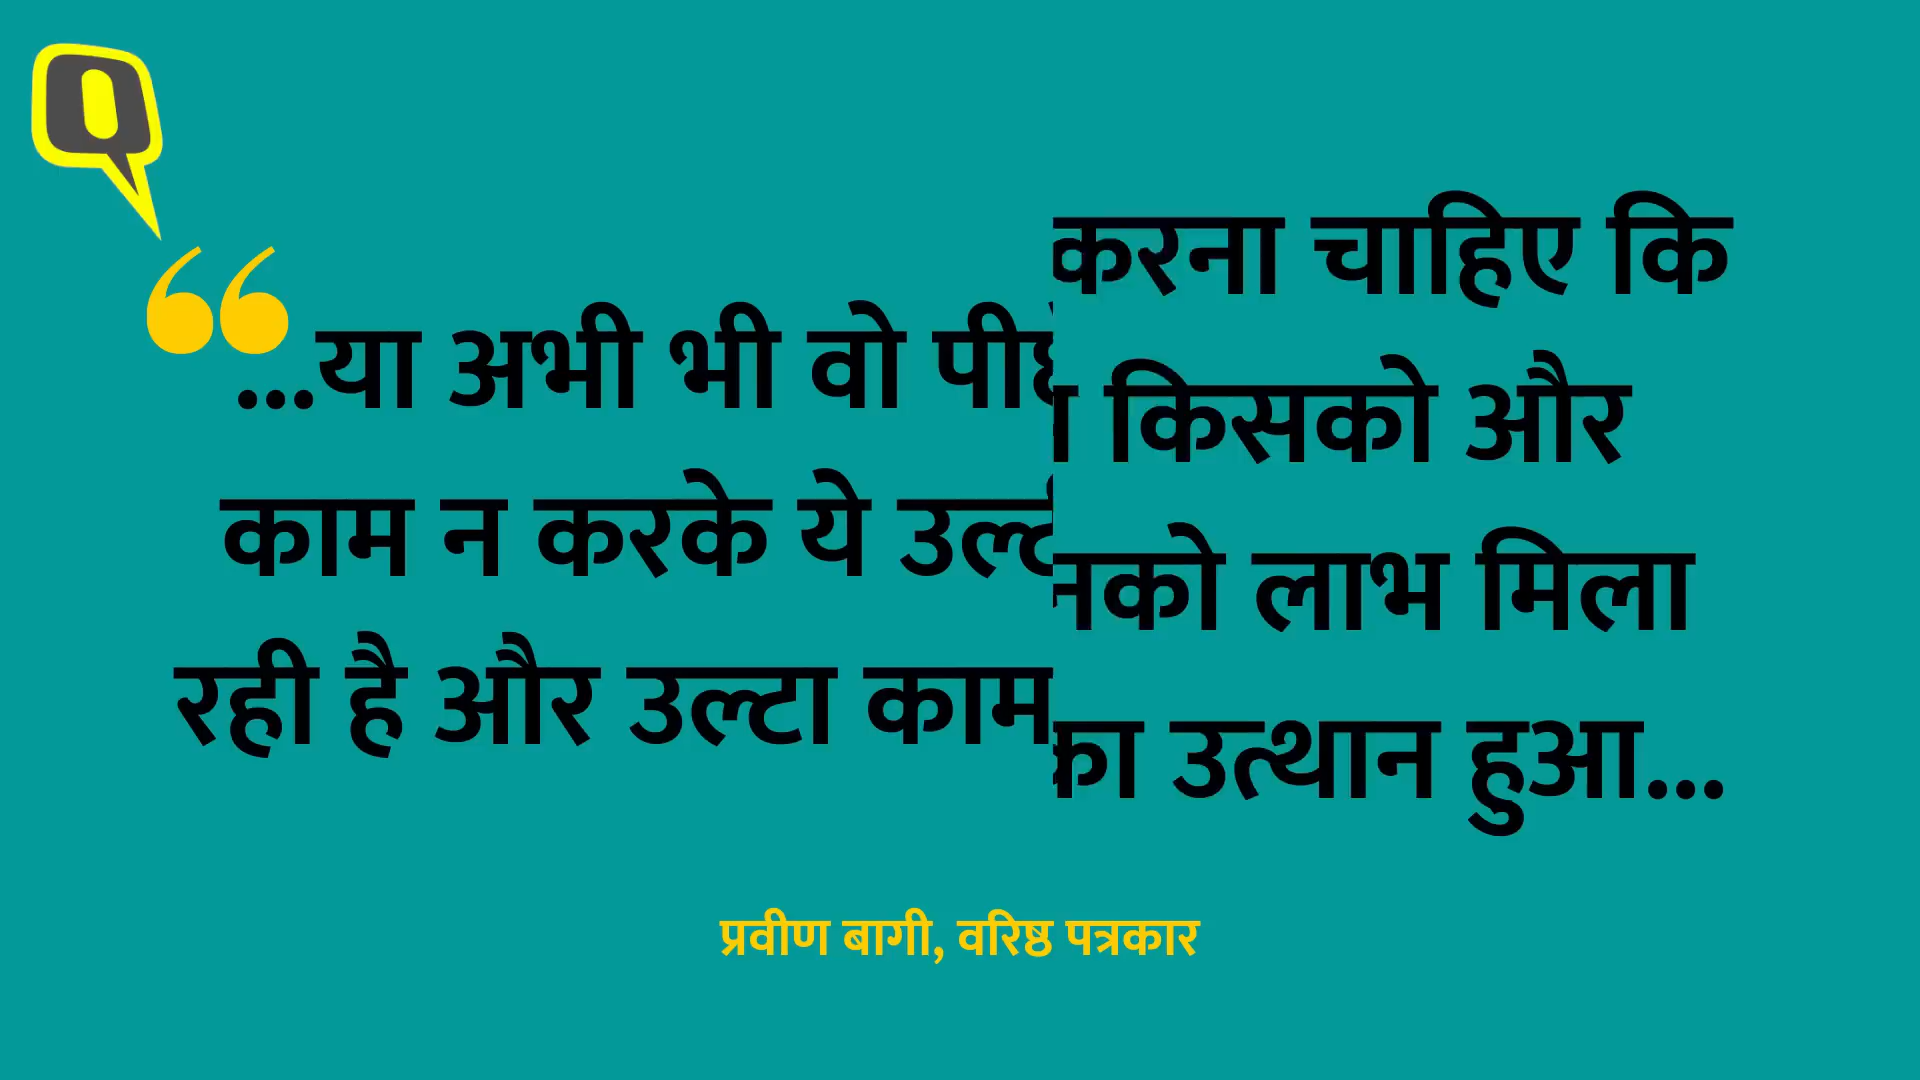 करना चाहिए कि
...या अभी भी वो
किसको और
काम न करके ये
को लाभ मिला
रही है और उल्टा काम
उत्थान हुआ...
प्रवीण बागी, वरिष्ठ पत्रकार